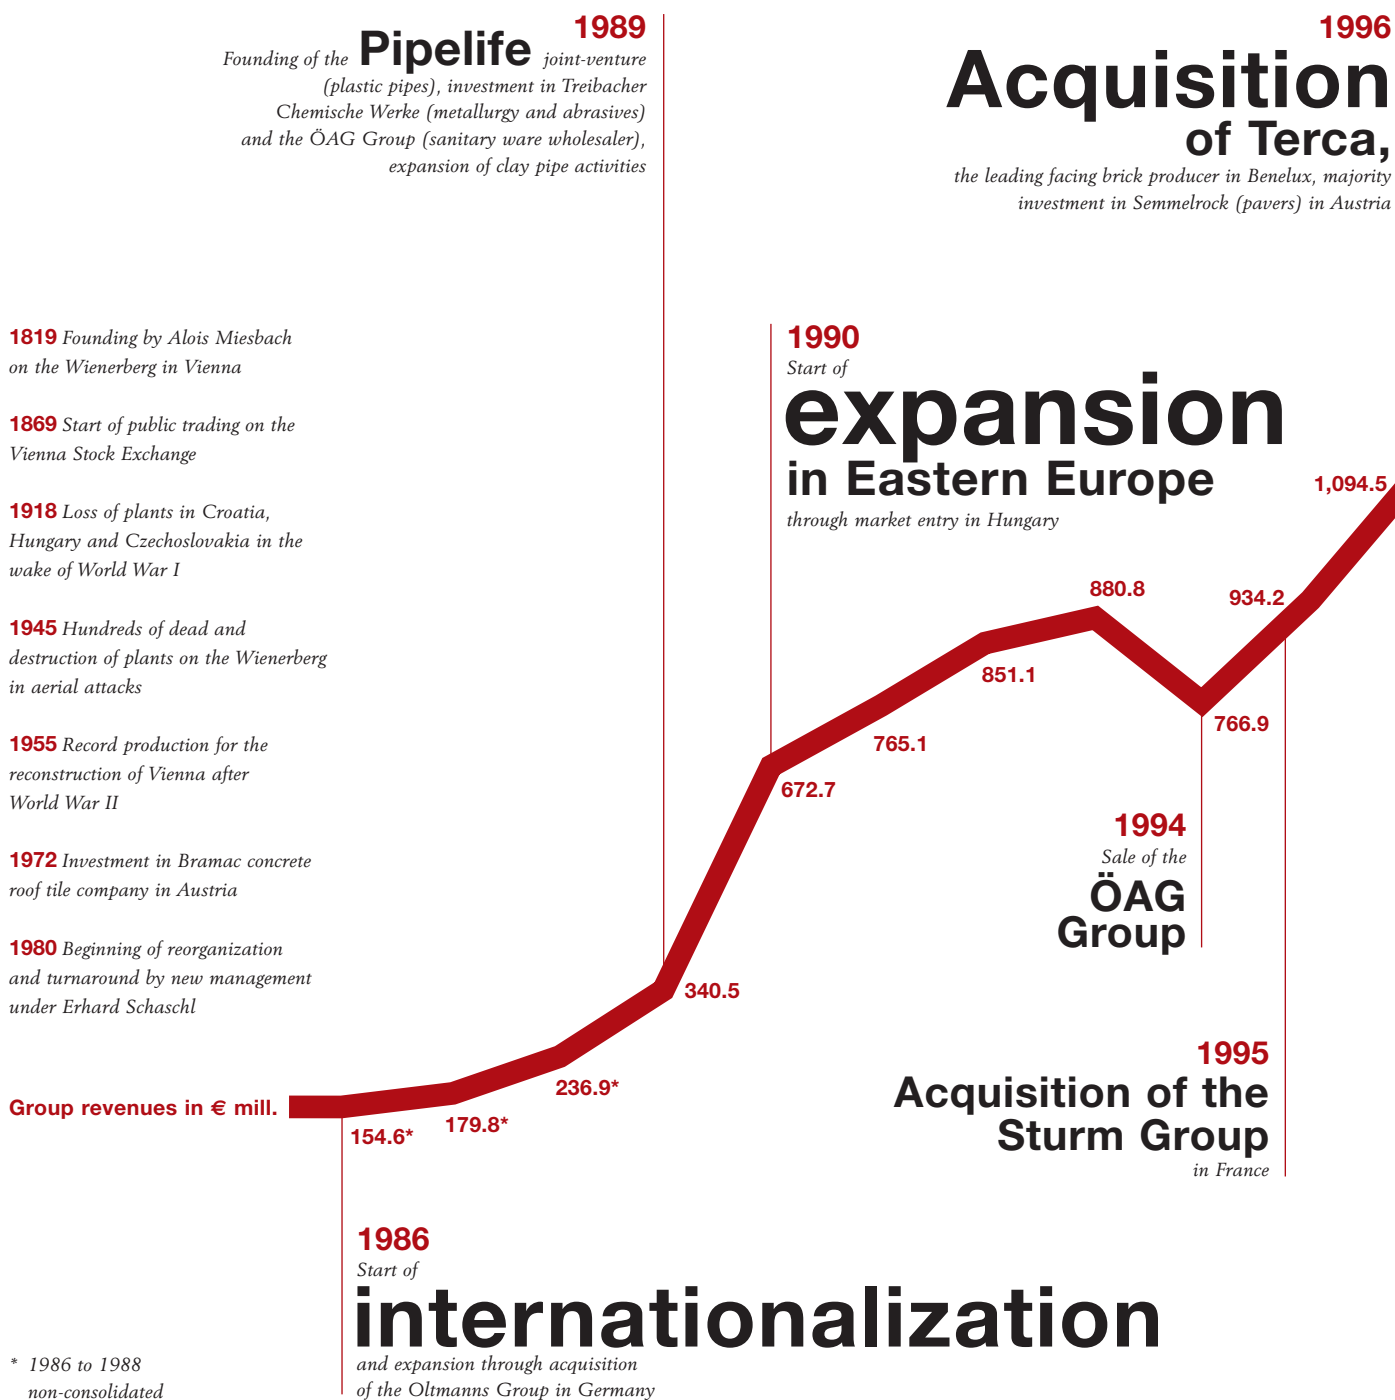 1989
Founding of the Pipelife joint-venture
(plastic pipes), investment in Treibacher
Chemische Werke (metallurgy and abrasives)
and the ÖAG Group (sanitary ware wholesaler),
expansion of clay pipe activities
1996
Acquisition
of Terca,
the leading facing brick producer in Benelux, majority
investment in Semmelrock (pavers) in Austria
1819 Founding by Alois Miesbach
on the Wienerberg in Vienna
1869 Start of public trading on the
Vienna Stock Exchange
1918 Loss of plants in Croatia,
Hungary and Czechoslovakia in the
wake of World War I
1945 Hundreds of dead and
destruction of plants on the Wienerberg
in aerial attacks
1955 Record production for the
reconstruction of Vienna after
World War II
1972 Investment in Bramac concrete
roof tile company in Austria
1980 Beginning of reorganization
and turnaround by new management
under Erhard Schaschl
1990
Start of
expansion
in Eastern Europe
through market entry in Hungary
Group revenues in € mill.
154.6*
179.8*
236.9*
340.5
672.7
765.1
851.1
880.8
766.9
934.2
1,094.5
1994
Sale of the
ÖAG
Group
1995
Acquisition of the
Sturm Group
in France
1986
Start of
internationalization
and expansion through acquisition
of the Oltmanns Group in Germany
* 1986 to 1988
non-consolidated